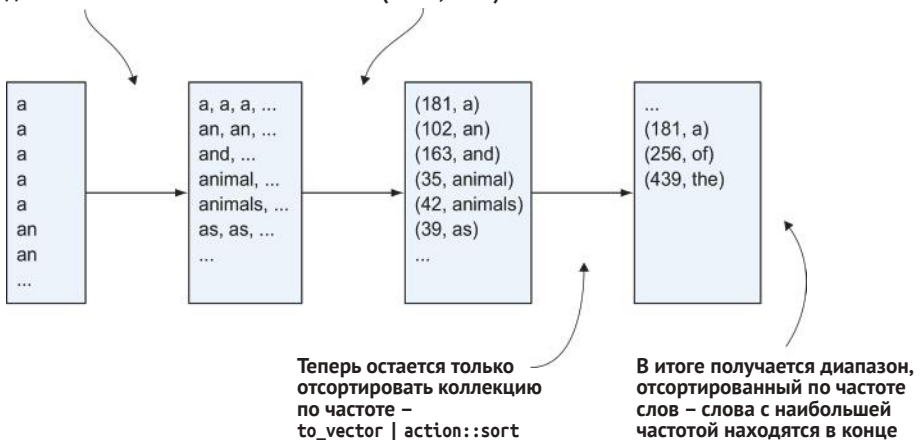 a
a
a
a
a
an
an
...
a, a, a, ...
an, an, ...
and, ...
animal, ...
animals, ...
as, as, ...
...
(181, a)
(102, an)
(163, and)
(35, animal)
(42, animals)
(39, as)
...
...
(181, a)
(256, of)
(439, the)
Теперь остается только
отсортировать коллекцию
по частоте –
to_vector | action::sort
В итоге получается диапазон,
отсортированный по частоте
слов – слова с наибольшей
частотой находятся в конце